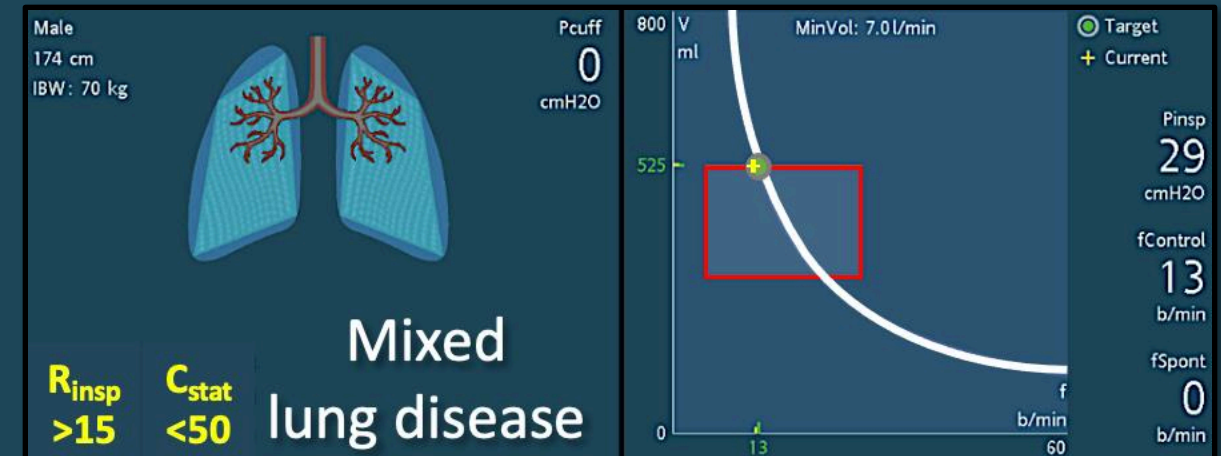 Male
174 cm
IBW: 70 kg
Pcuff
0
cmH2O
Rinsp
>15
Cstat
<50
Mixed
lung disease
800
V
ml
MinVol: 7.0 l/min
Target
Current
525
0
13
f
b/min
60
Pinsp
29
cmH2O
fControl
13
b/min
fSpont
0
b/min